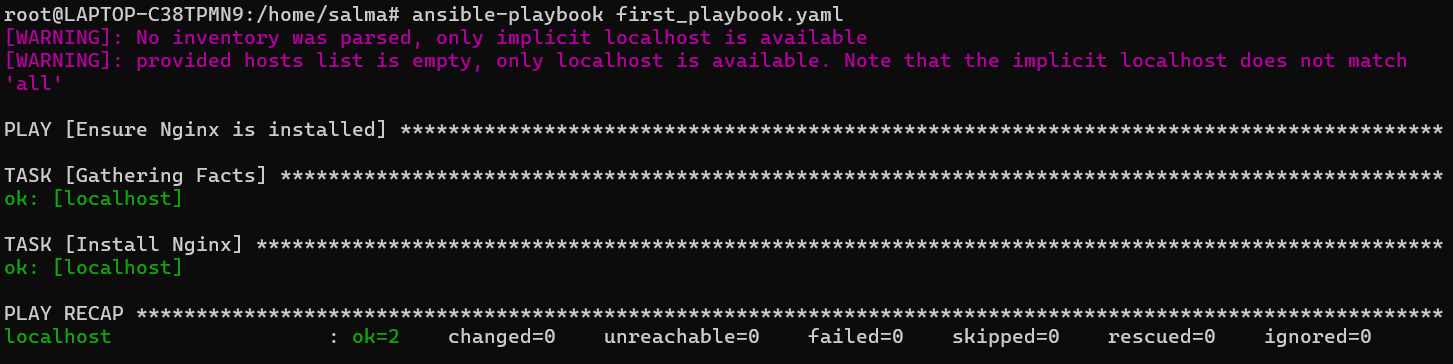 root@LAPTOP-C38TPMN9:/home/salma# ansible-playbook first_playbook.yaml
[WARNING]: No inventory was parsed, only implicit localhost is available
[WARNING]: provided hosts list is empty, only localhost is available. Note that the implicit localhost does not match
'all'
PLAY [Ensure Nginx is installed] ***************************************************************************************
TASK [Gathering Facts] *************************************************************************************************
ok: [localhost]
TASK [Install Nginx] ***************************************************************************************************
ok: [localhost]
PLAY RECAP *************************************************************************************************************
localhost                  : ok=2    changed=0    unreachable=0    failed=0    skipped=0    rescued=0    ignored=0